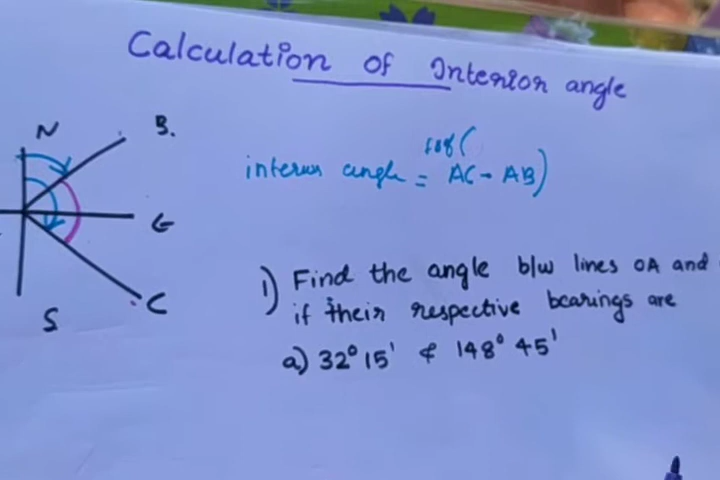 Calculation of Interior angle
N
B.
E
C
S
interior angle = (AC - AB)
1) Find the angle b/w lines OA and
if their respective bearings are
a) 32° 15' & 148° 45'